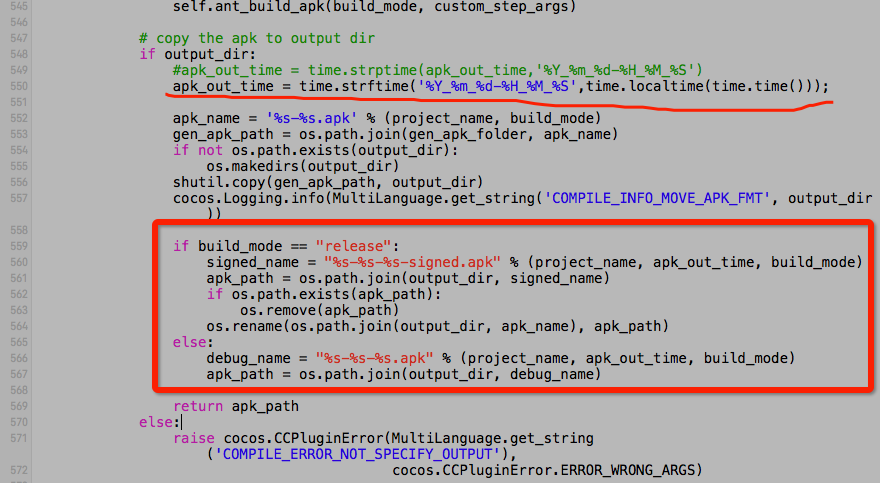 545 self.ant_build_apk(build_mode, custom_step_args)
546
547 # copy the apk to output dir
548 if output_dir:
549 #apk_out_time = time.strptime(apk_out_time,'%Y_%m_%d-%H_%M_%S')
550 apk_out_time = time.strftime('%Y_%m_%d-%H_%M_%S',time.localtime(time.time()));
551
552 apk_name = '%s-%s.apk' % (project_name, build_mode)
553 gen_apk_path = os.path.join(gen_apk_folder, apk_name)
554 if not os.path.exists(output_dir):
555 os.makedirs(output_dir)
556 shutil.copy(gen_apk_path, output_dir)
557 cocos.Logging.info(MultiLanguage.get_string('COMPILE_INFO_MOVE_APK_FMT', output_dir
))
558
559 if build_mode == "release":
560 signed_name = "%s-%s-%s-signed.apk" % (project_name, apk_out_time, build_mode)
561 apk_path = os.path.join(output_dir, signed_name)
562 if os.path.exists(apk_path):
563 os.remove(apk_path)
564 os.rename(os.path.join(output_dir, apk_name), apk_path)
565 else:
566 debug_name = "%s-%s-%s.apk" % (project_name, apk_out_time, build_mode)
567 apk_path = os.path.join(output_dir, debug_name)
568
569 return apk_path
570 else:
571 raise cocos.CCPluginError(MultiLanguage.get_string
('COMPILE_ERROR_NOT_SPECIFY_OUTPUT'),
572 cocos.CCPluginError.ERROR_WRONG_ARGS)